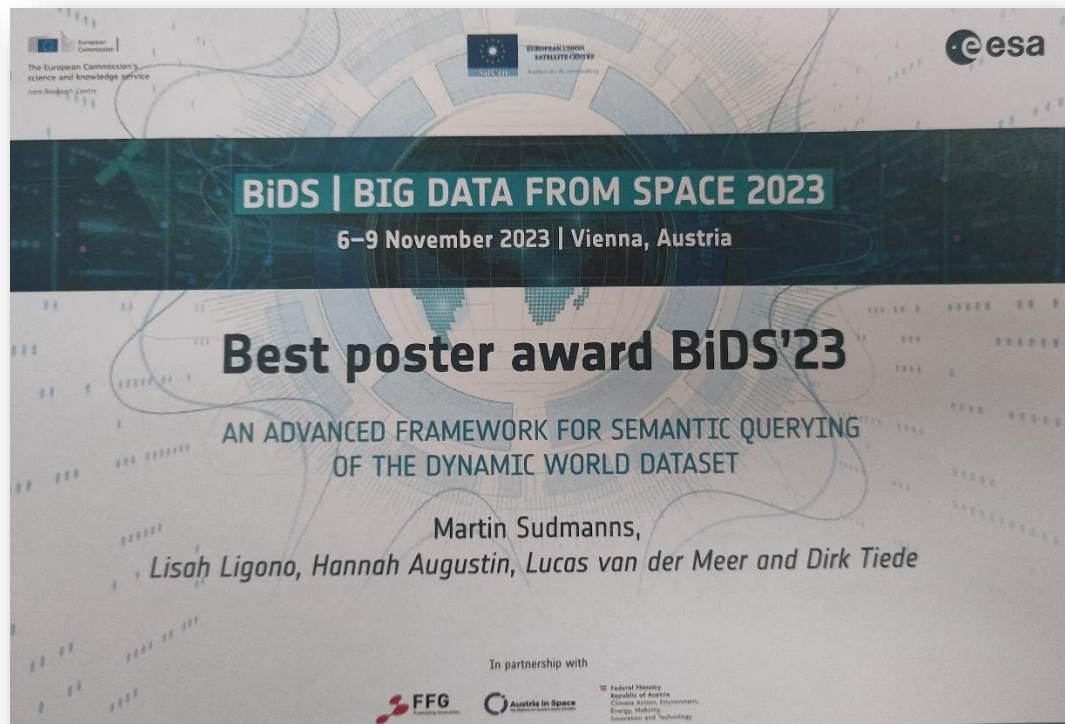 European
Commission
The European Commission's
science and knowledge service
Joint Research Centre
SatCen
EUROPEAN UNION
SATELLITE CENTRE
esa
BiDS | BIG DATA FROM SPACE 2023
6–9 November 2023 | Vienna, Austria
Best poster award BiDS'23
AN ADVANCED FRAMEWORK FOR SEMANTIC QUERYING
OF THE DYNAMIC WORLD DATASET
Martin Sudmanns,
Lisah Ligono, Hannah Augustin, Lucas van der Meer and Dirk Tiede
In partnership with
FFG
Promoting Innovation
Austria in Space
Federal Ministry
Republic of Austria
Climate Action, Environment,
Energy, Mobility,
Innovation and Technology